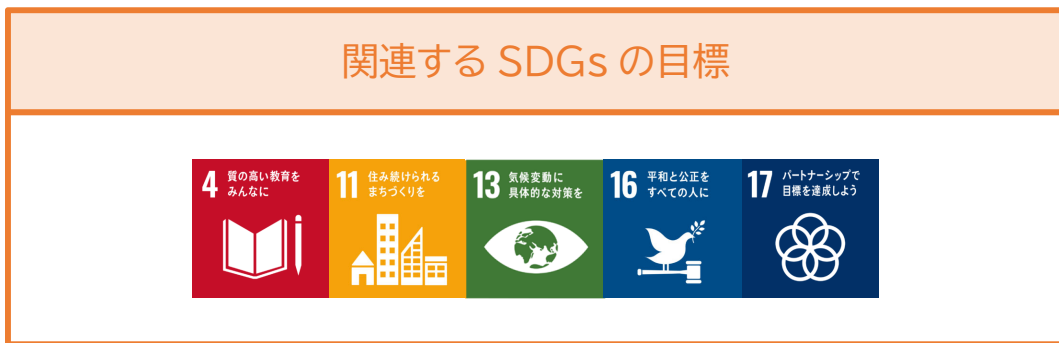 関連する SDGs の目標
4 質の高い教育を
みんなに
11 住み続けられる
まちづくりを
13 気候変動に
具体的な対策を
16 平和と公正を
すべての人に
17 パートナーシップで
目標を達成しよう